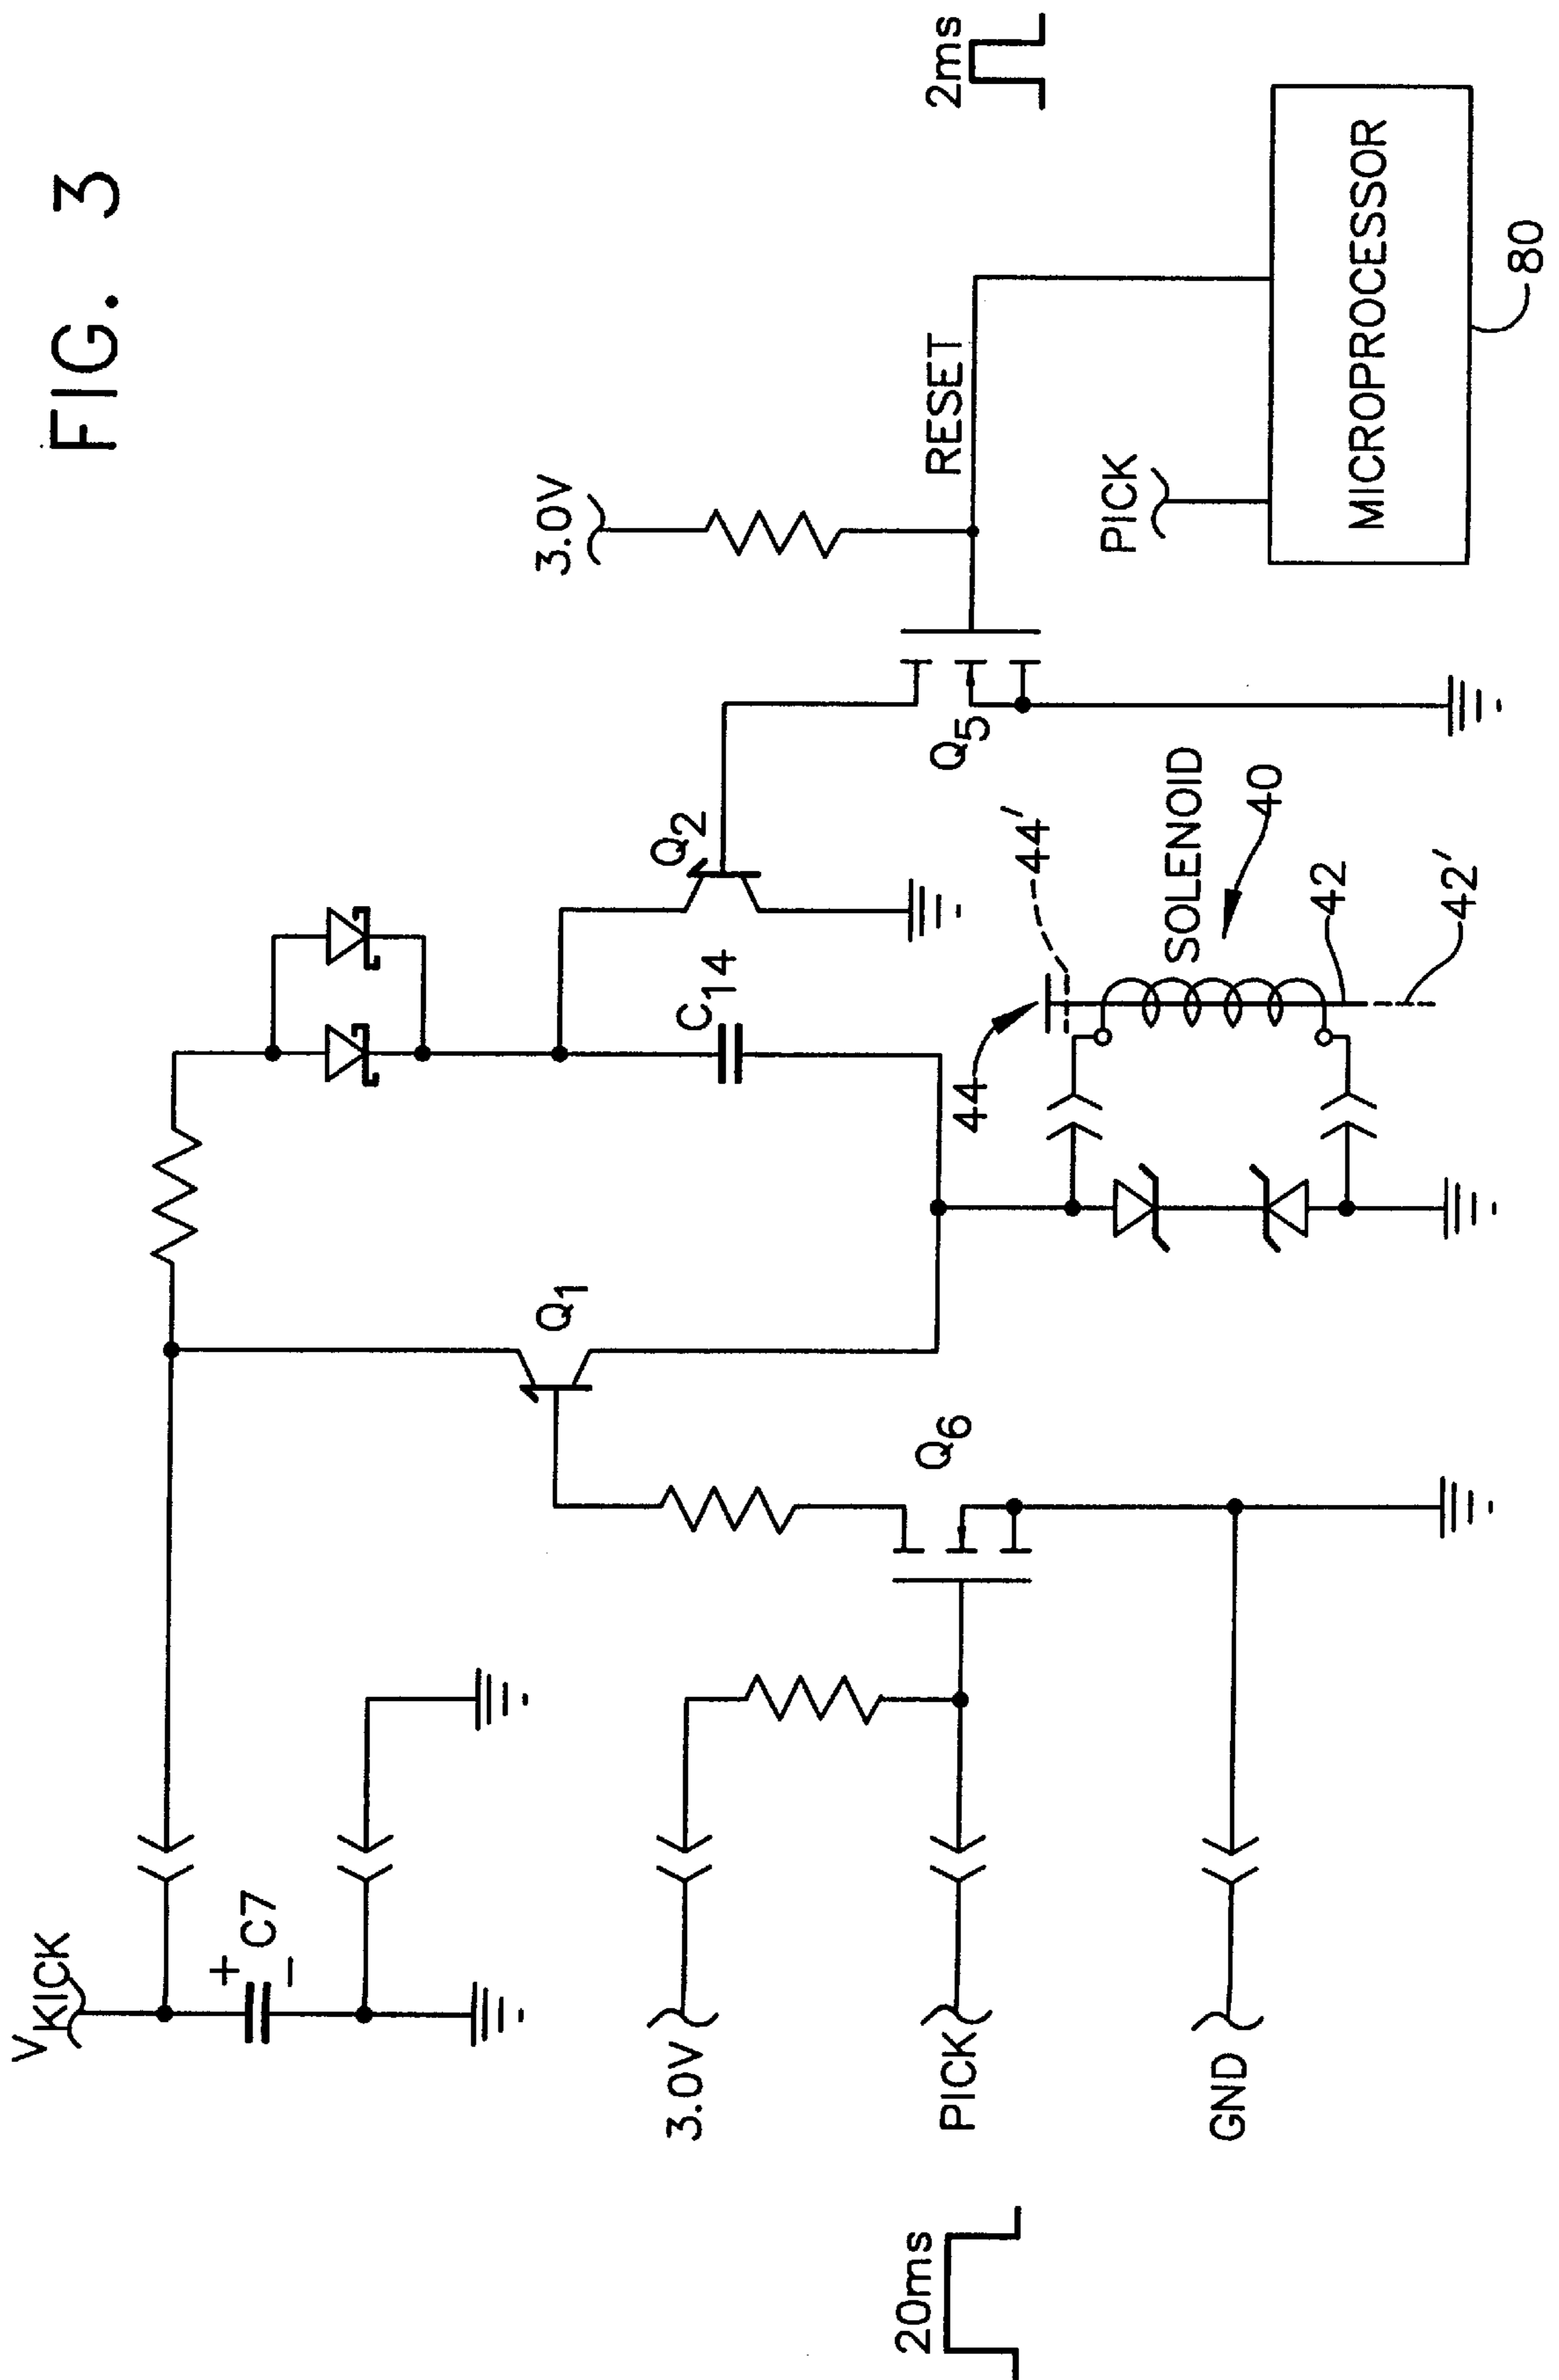 FIG. 3
V KICK
+
C7
−
3.0V
PICK
GND
20ms
Q1
Q6
C14
Q2
Q5
3.0V
RESET
2ms
PICK
MICROPROCESSOR
80
44
44'
SOLENOID
40
42
42'